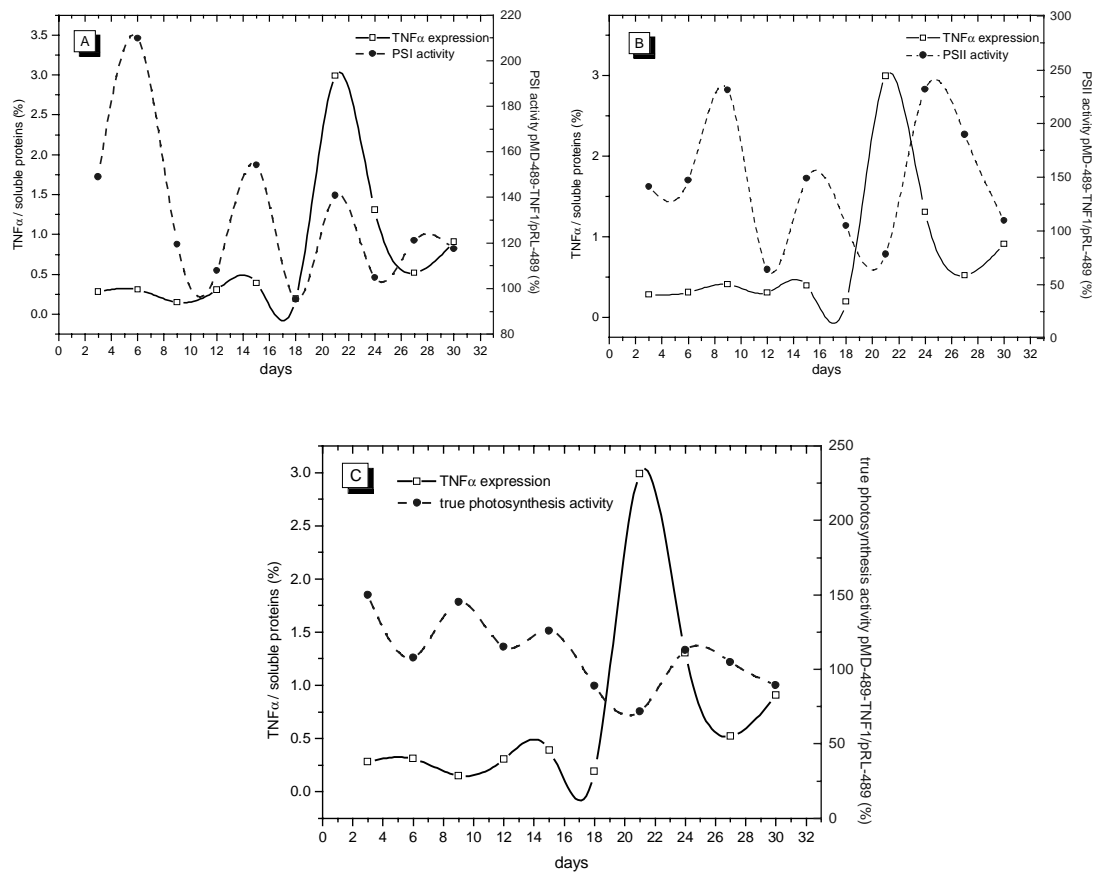 A
TNFα expression
PSI activity
TNFα / soluble proteins (%)
3.5
3.0
2.5
2.0
1.5
1.0
0.5
0.0
220
200
180
160
140
120
100
80
PSI activity pMD-489-TNF1/pRL-489 (%)
0 2 4 6 8 10 12 14 16 18 20 22 24 26 28 30 32
days
B
TNFα expression
PSII activity
TNFα / soluble proteins (%)
3
2
1
0
300
250
200
150
100
50
0
PSII activity pMD-489-TNF1/pRL-489 (%)
0 2 4 6 8 10 12 14 16 18 20 22 24 26 28 30 32
days
C
TNFα expression
true photosynthesis activity
TNFα / soluble proteins (%)
3.0
2.5
2.0
1.5
1.0
0.5
0.0
250
200
150
100
50
0
true photosynthesis activity pMD-489-TNF1/pRL-489 (%)
0 2 4 6 8 10 12 14 16 18 20 22 24 26 28 30 32
days